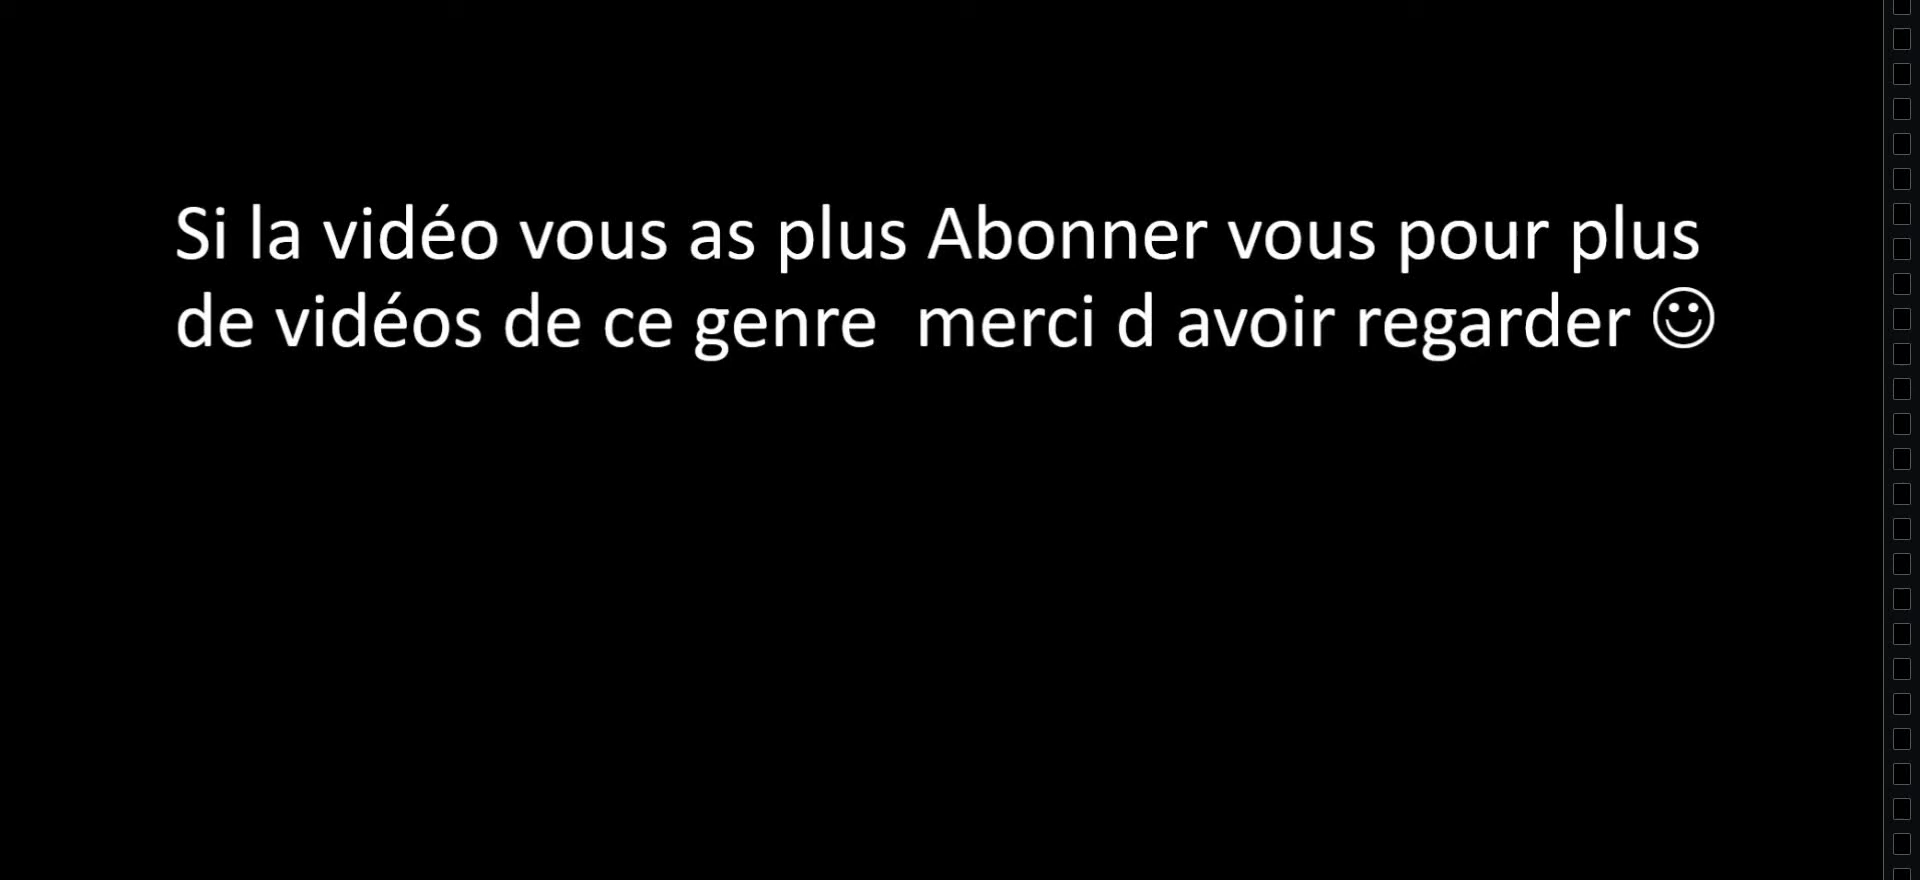 Si la vidéo vous as plus Abonner vous pour plus
de vidéos de ce genre  merci d avoir regarder ☺